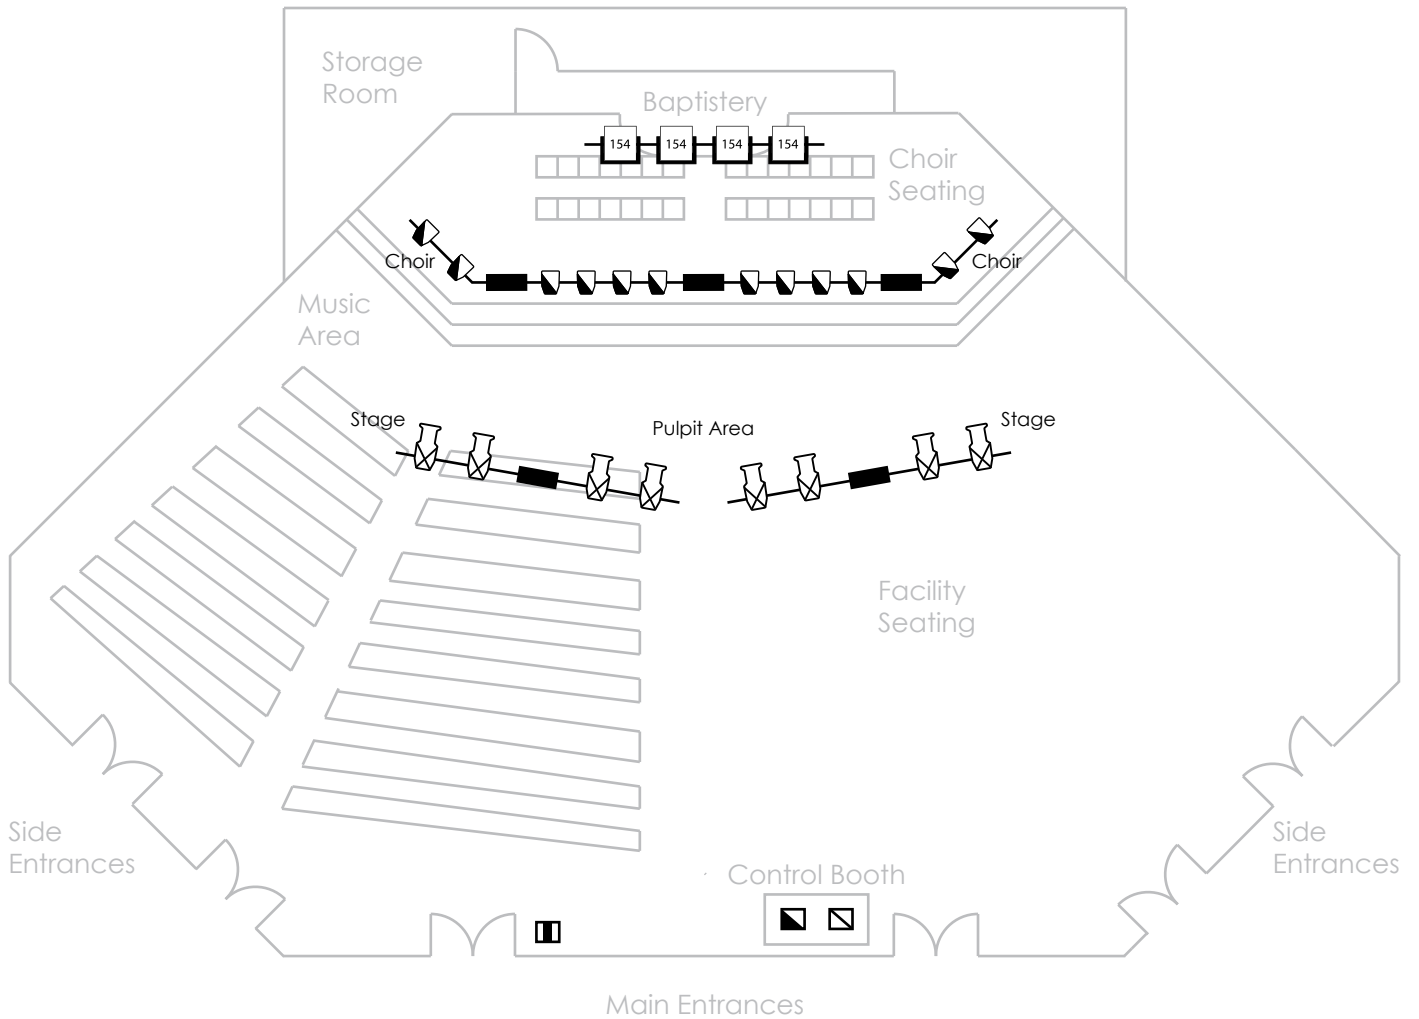 Storage
Room
Baptistery
154 154 154 154
Choir
Seating
Choir
Choir
Music
Area
Stage
Pulpit Area
Stage
Facility
Seating
Side
Entrances
Side
Entrances
Control Booth
Main Entrances